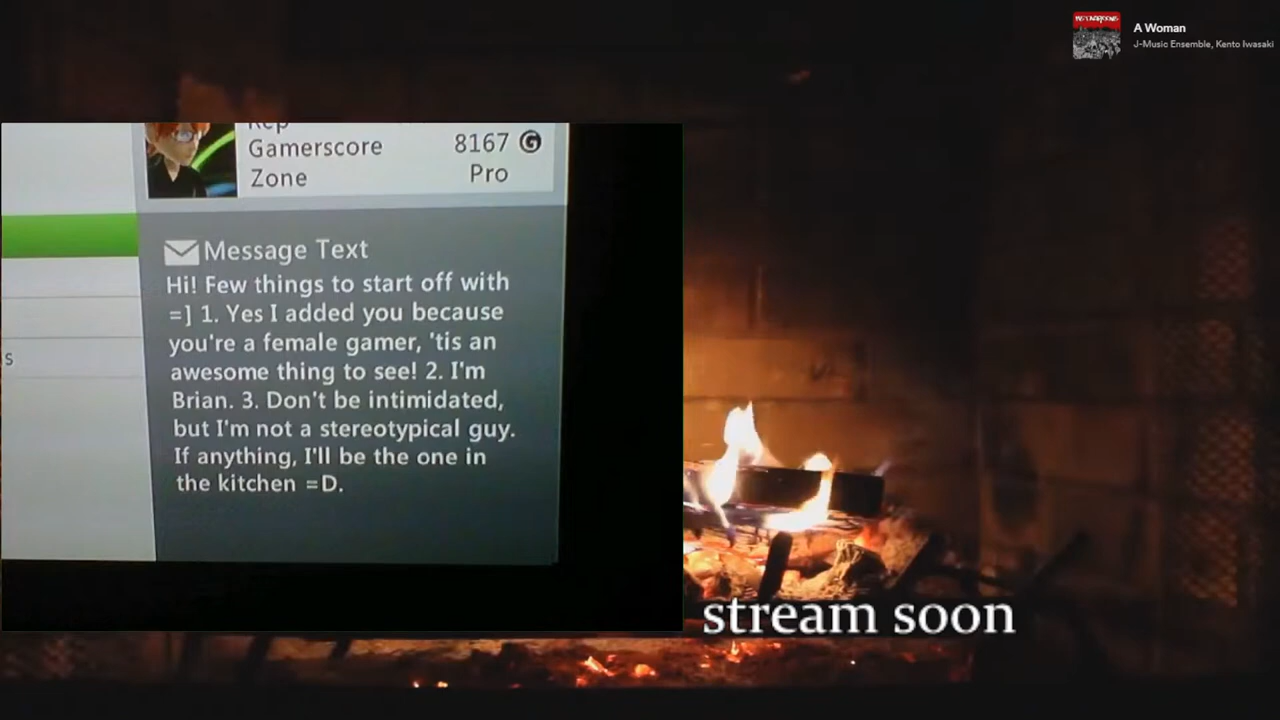 A Woman
J-Music Ensemble, Kento Iwasaki
Rep
Gamerscore 8167 G
Zone Pro
Message Text
Hi! Few things to start off with
=] 1. Yes I added you because
you're a female gamer, 'tis an
awesome thing to see! 2. I'm
Brian. 3. Don't be intimidated,
but I'm not a stereotypical guy.
If anything, I'll be the one in
the kitchen =D.
s
stream soon